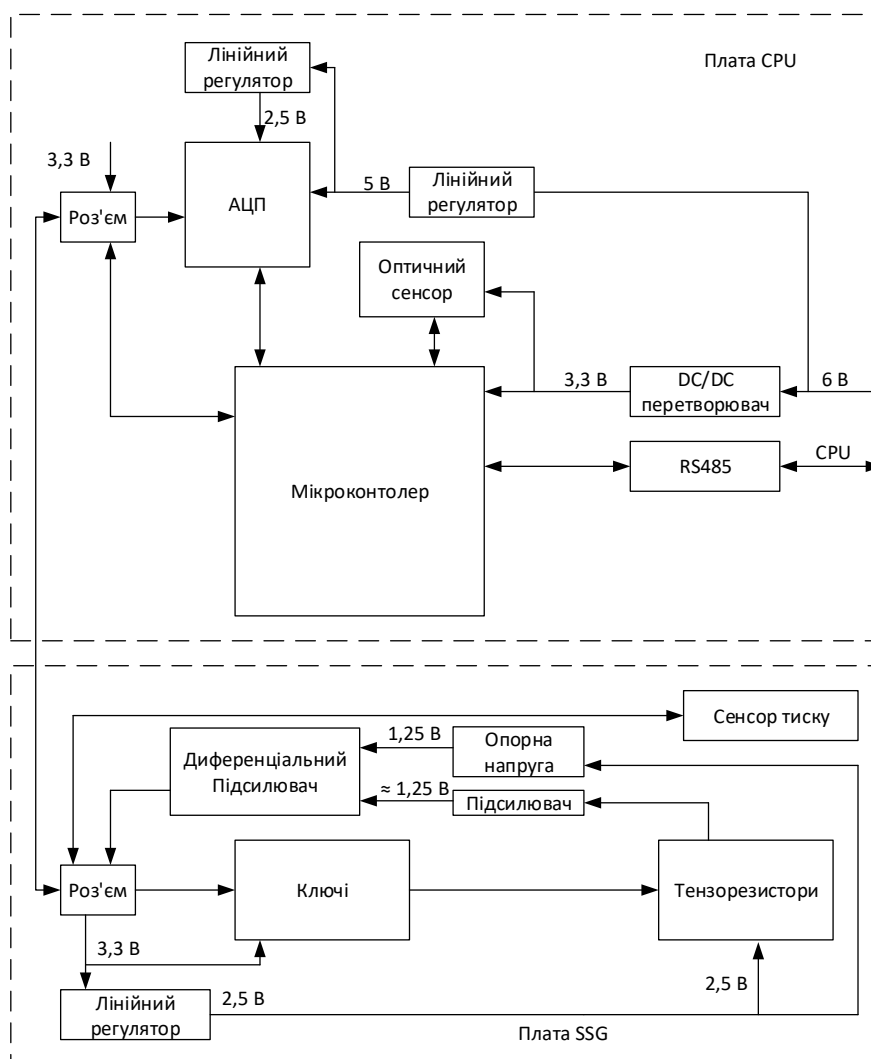 Лінійний
регулятор
Плата CPU
2,5 В
3,3 В
АЦП
5 В
Лінійний
регулятор
Роз'єм
Оптичний
сенсор
3,3 В
DC/DC
перетворювач
6 В
RS485
CPU
Мікроконтолер
Сенсор тиску
Диференціальний
Підсилювач
1,25 В
Опорна
напруга
≈ 1,25 В
Підсилювач
Роз'єм
Ключі
Тензорезистори
3,3 В
Лінійний
регулятор
2,5 В
2,5 В
Плата SSG